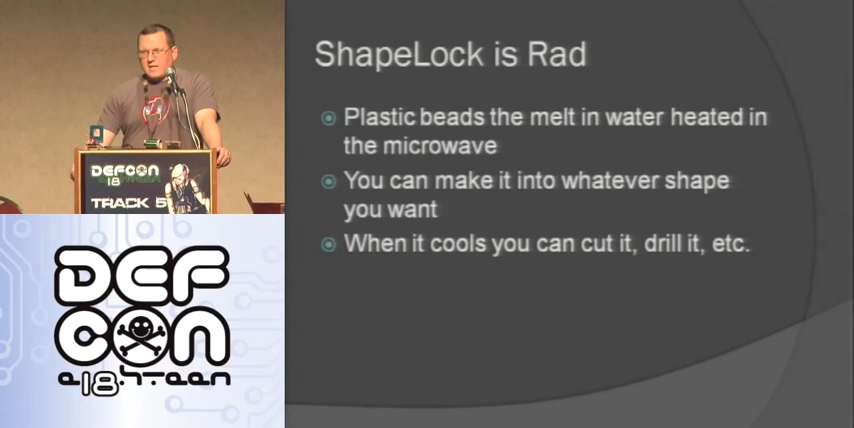 ShapeLock is Rad
Plastic beads the melt in water heated in
the microwave
You can make it into whatever shape
you want
When it cools you can cut it, drill it, etc.
DEFCON
18
TRACK 5
DEF
CON
e18hteen